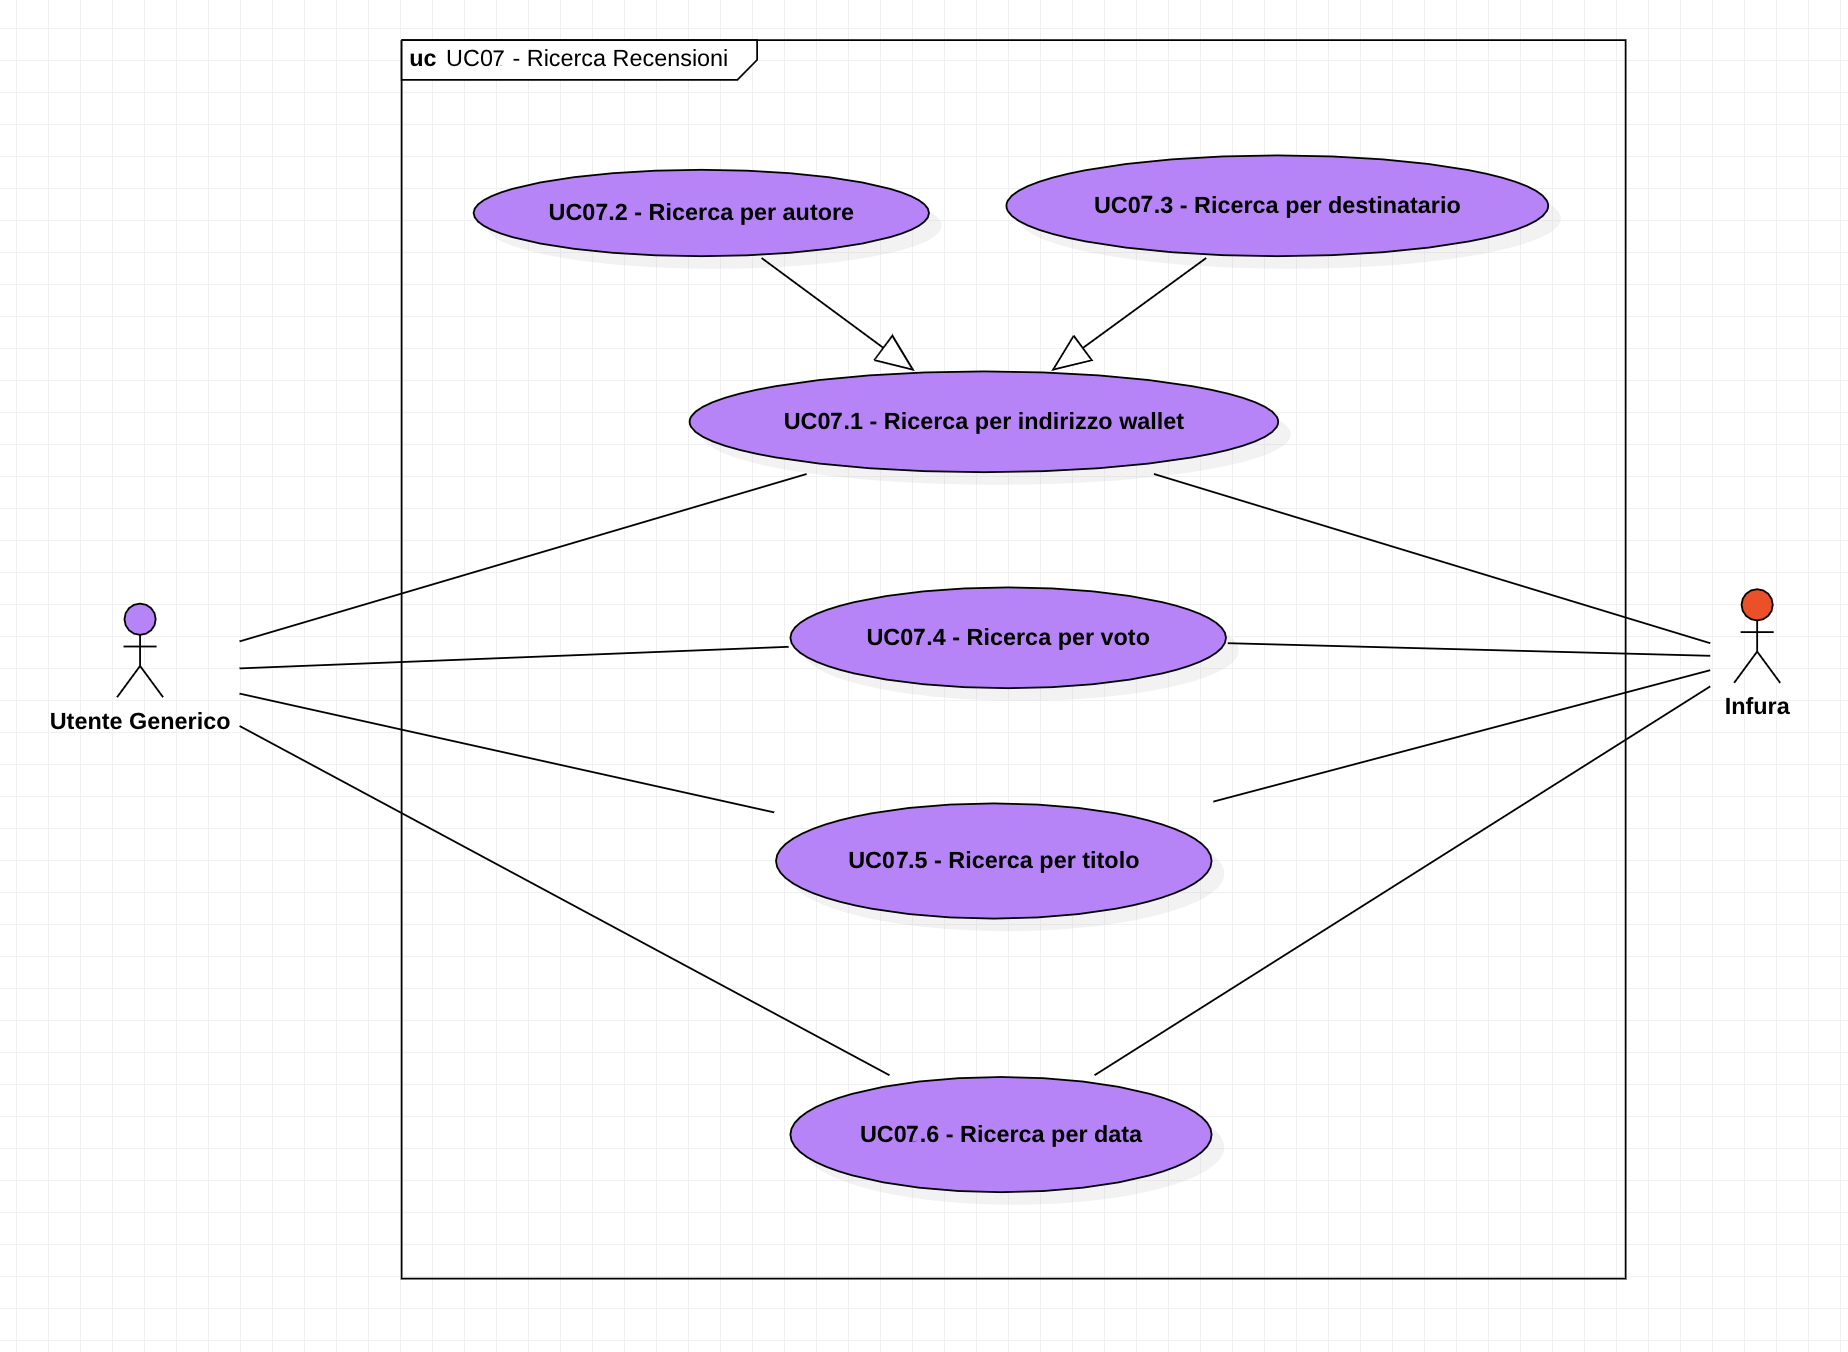 uc UC07 - Ricerca Recensioni
UC07.2 - Ricerca per autore
UC07.3 - Ricerca per destinatario
UC07.1 - Ricerca per indirizzo wallet
UC07.4 - Ricerca per voto
Utente Generico
Infura
UC07.5 - Ricerca per titolo
UC07.6 - Ricerca per data